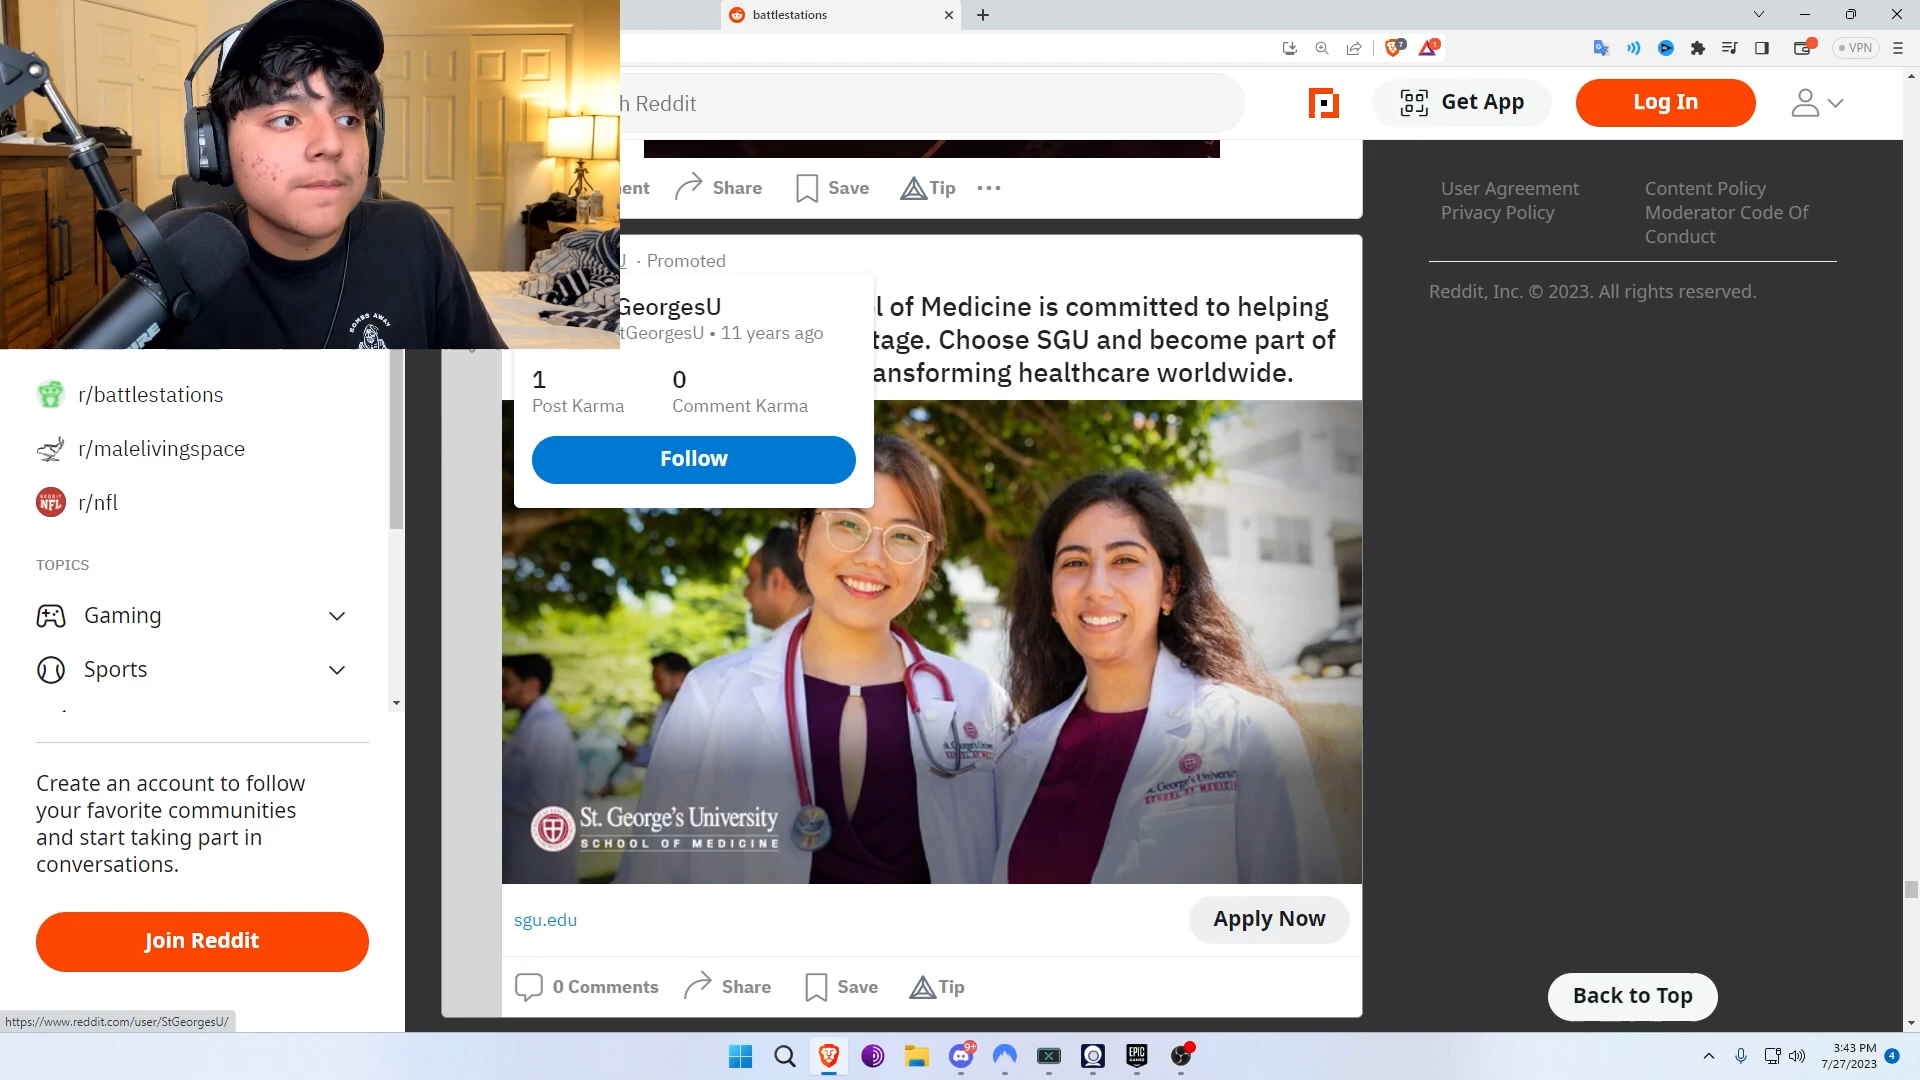 battlestations
VPN
h Reddit
Get App
Log In
ent
Share
Save
Tip
User Agreement
Privacy Policy
Content Policy
Moderator Code Of
Conduct
Reddit, Inc. © 2023. All rights reserved.
· Promoted
GeorgesU
tGeorgesU • 11 years ago
1
Post Karma
0
Comment Karma
Follow
l of Medicine is committed to helping
tage. Choose SGU and become part of
ansforming healthcare worldwide.
BOMBS AWAY
r/battlestations
r/malelivingspace
r/nfl
TOPICS
Gaming
Sports
Create an account to follow
your favorite communities
and start taking part in
conversations.
Join Reddit
St. George's University
SCHOOL OF MEDICINE
sgu.edu
Apply Now
0 Comments
Share
Save
Tip
Back to Top
https://www.reddit.com/user/StGeorgesU/
9+
EPIC
3:43 PM
7/27/2023
4